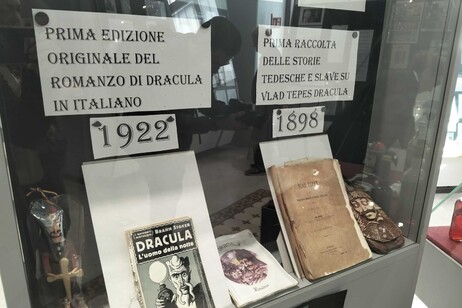 PRIMA EDIZIONE
ORIGINALE DEL
ROMANZO DI DRACULA
IN ITALIANO
1922
PRIMA RACCOLTA
DELLE STORIE
TEDESCHE E SLAVE SU
VLAD TEPES DRACULA
1898
BRAHM STOKER
DRACULA
L'uomo della notte